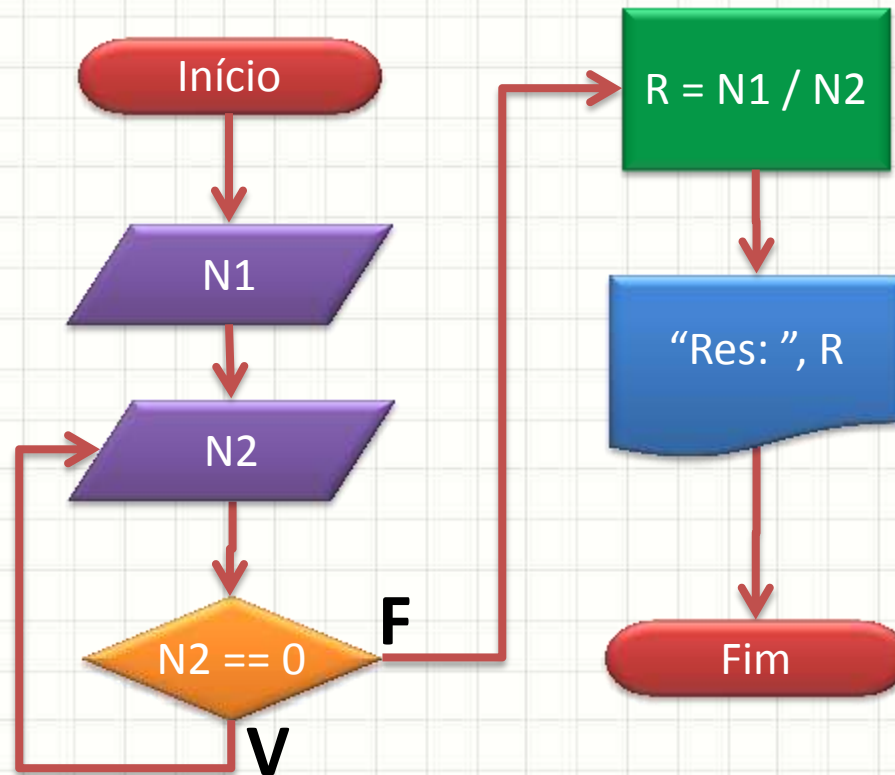 Início
N1
N2
N2 == 0
F
V
R = N1 / N2
“Res: ”, R
Fim